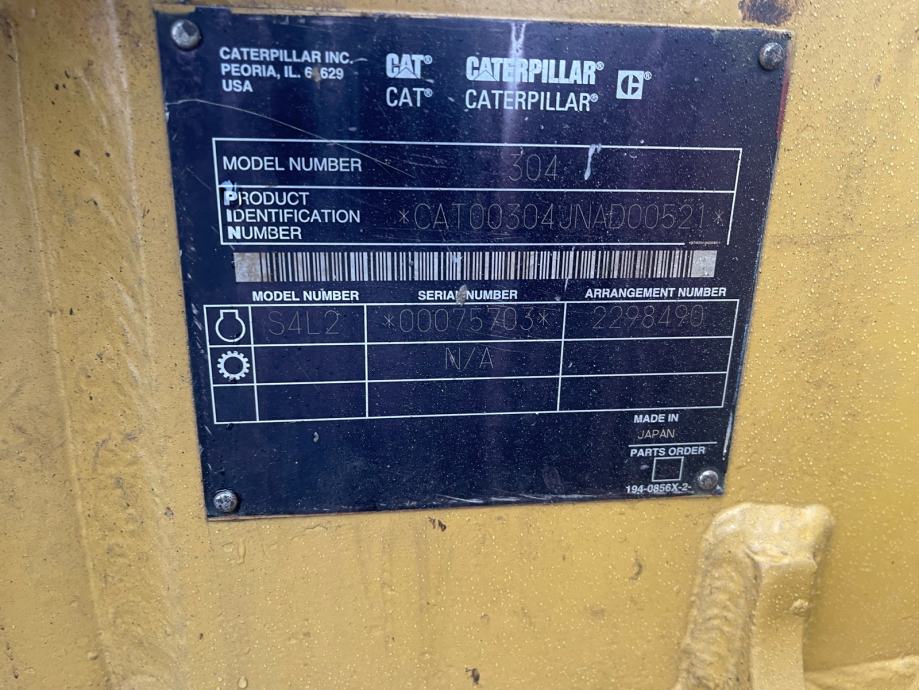 CATERPILLAR INC.
PEORIA, IL. 61629
USA
CAT® CATERPILLAR® C®
CAT® CATERPILLAR®
MODEL NUMBER 304
PRODUCT
IDENTIFICATION *CAT00304JNAD00521*
NUMBER
MODEL NUMBER SERIAL NUMBER ARRANGEMENT NUMBER
S4L2 *00075703* 2298490
N/A
MADE IN
JAPAN
PARTS ORDER
194-0856X-2-